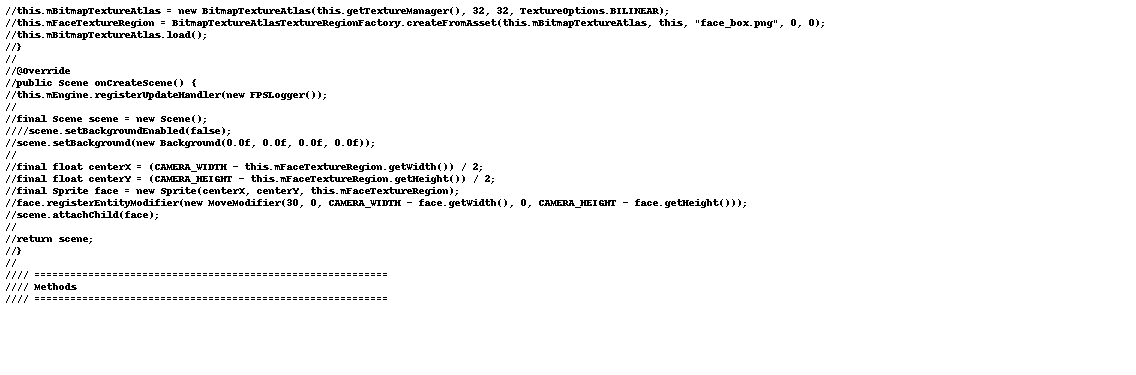 //this.mBitmapTextureAtlas = new BitmapTextureAtlas(this.getTextureManager(), 32, 32, TextureOptions.BILINEAR);
//this.mFaceTextureRegion = BitmapTextureAtlasTextureRegionFactory.createFromAsset(this.mBitmapTextureAtlas, this, "face_box.png", 0, 0);
//this.mBitmapTextureAtlas.load();
//}
//
//@Override
//public Scene onCreateScene() {
//this.mEngine.registerUpdateHandler(new FPSLogger());
//
//final Scene scene = new Scene();
////scene.setBackgroundEnabled(false);
//scene.setBackground(new Background(0.0f, 0.0f, 0.0f, 0.0f));
//
//final float centerX = (CAMERA_WIDTH - this.mFaceTextureRegion.getWidth()) / 2;
//final float centerY = (CAMERA_HEIGHT - this.mFaceTextureRegion.getHeight()) / 2;
//final Sprite face = new Sprite(centerX, centerY, this.mFaceTextureRegion);
//face.registerEntityModifier(new MoveModifier(30, 0, CAMERA_WIDTH - face.getWidth(), 0, CAMERA_HEIGHT - face.getHeight()));
//scene.attachChild(face);
//
//return scene;
//}
//
//// ===========================================================
//// Methods
//// ===========================================================